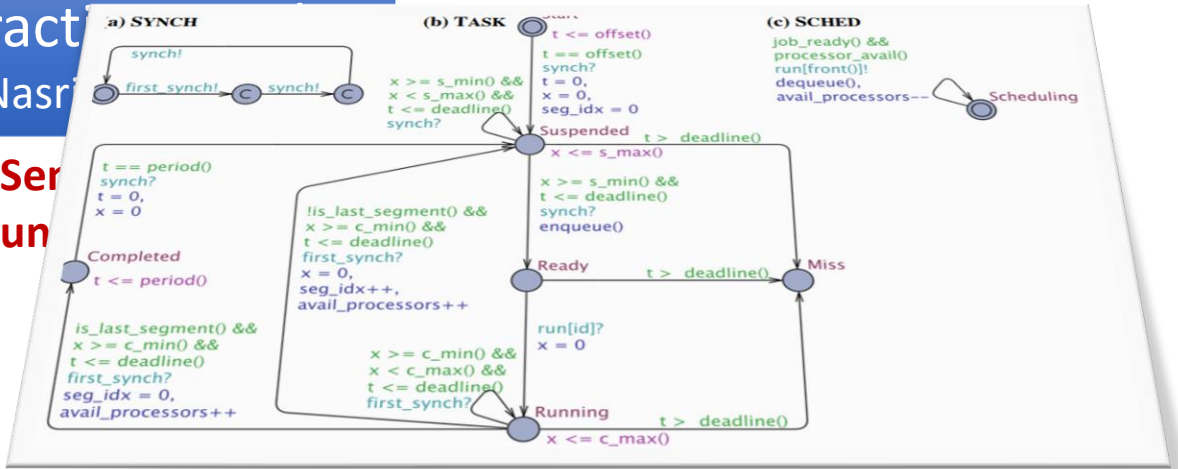 (a) SYNCH
synch!
first_synch!
C
synch!
C
(b) TASK
t <= offset()
t == offset()
synch?
t = 0,
x = 0,
seg_idx = 0
x >= s_min() &&
x < s_max() &&
t <= deadline()
synch?
Suspended
x <= s_max()
t > deadline()
t == period()
synch?
t = 0,
x = 0
!is_last_segment() &&
x >= c_min() &&
t <= deadline()
first_synch?
x = 0,
seg_idx++,
avail_processors++
x >= s_min() &&
t <= deadline()
synch?
enqueue()
Completed
t <= period()
Ready
t > deadline()
Miss
is_last_segment() &&
x >= c_min() &&
t <= deadline()
first_synch?
seg_idx = 0,
avail_processors++
x >= c_min() &&
x < c_max() &&
t <= deadline()
first_synch?
run[id]?
x = 0
Running
x <= c_max()
t > deadline()
(c) SCHED
job_ready() &&
processor_avail()
run[front()]!
dequeue(),
avail_processors--
Scheduling